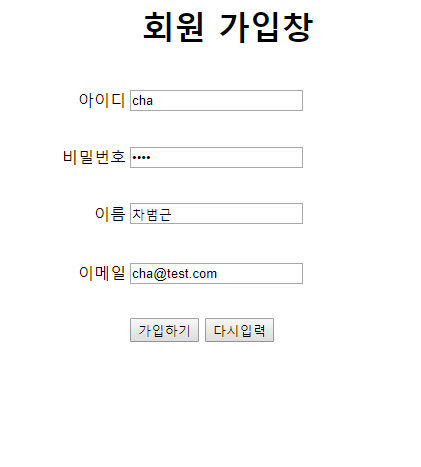 회원 가입창
아이디 cha
비밀번호 ••••
이름 차범근
이메일 cha@test.com
가입하기 다시입력